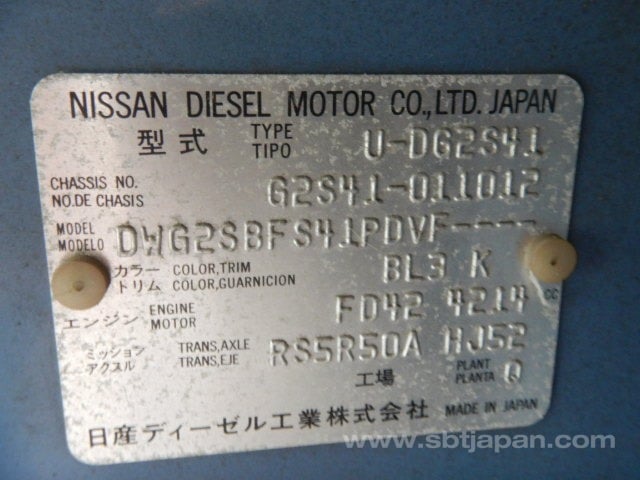 NISSAN DIESEL MOTOR CO., LTD. JAPAN
型式 TYPE TIPO U-DG2S41
CHASSIS NO. NO.DE CHASIS G2S41-011012
MODEL MODELO DWG2SBFS41PDVF----
カラー トリム COLOR,TRIM COLOR,GUARNICION BL3 K
エンジン ENGINE MOTOR FD42 4214 CC
ミッション アクスル TRANS,AXLE TRANS,EJE RS5R50A HJ52
工場 PLANT PLANTA Q
日産ディーゼル工業株式会社 MADE IN JAPAN
www.sbtjapan.com